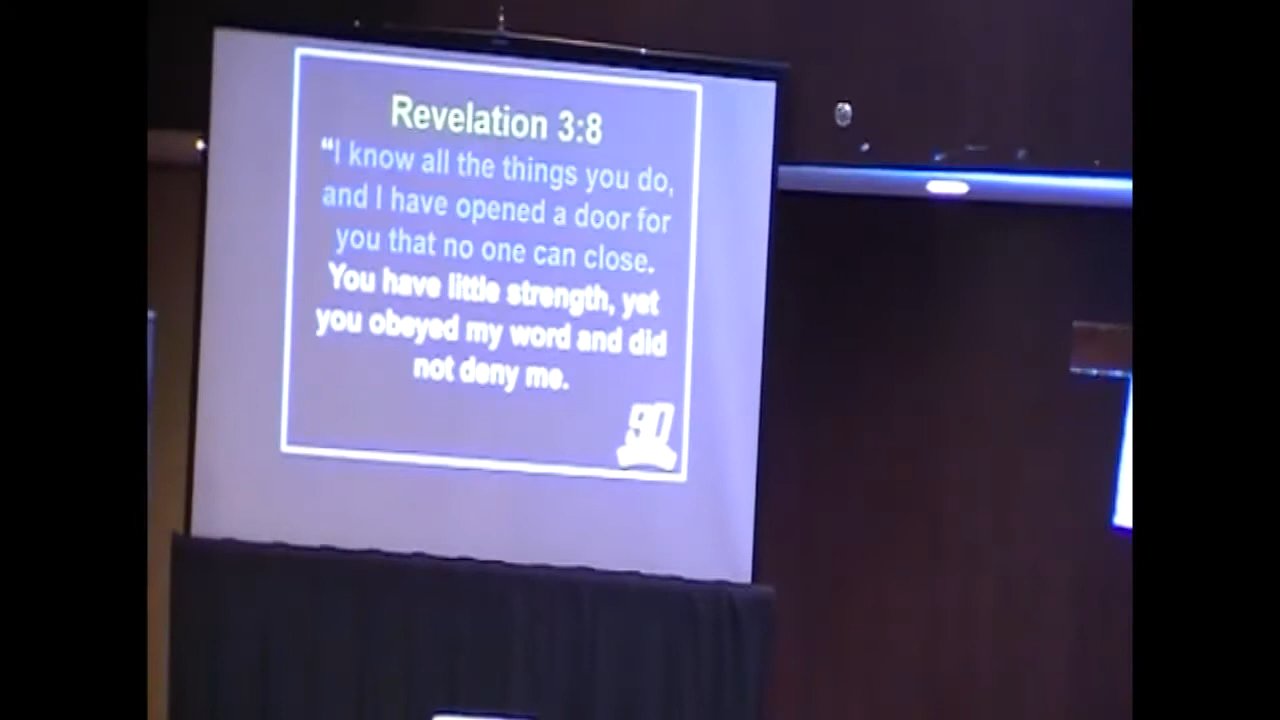 Revelation 3:8
“I know all the things you do,
and I have opened a door for
you that no one can close.
You have little strength, yet
you obeyed my word and did
not deny me.
90